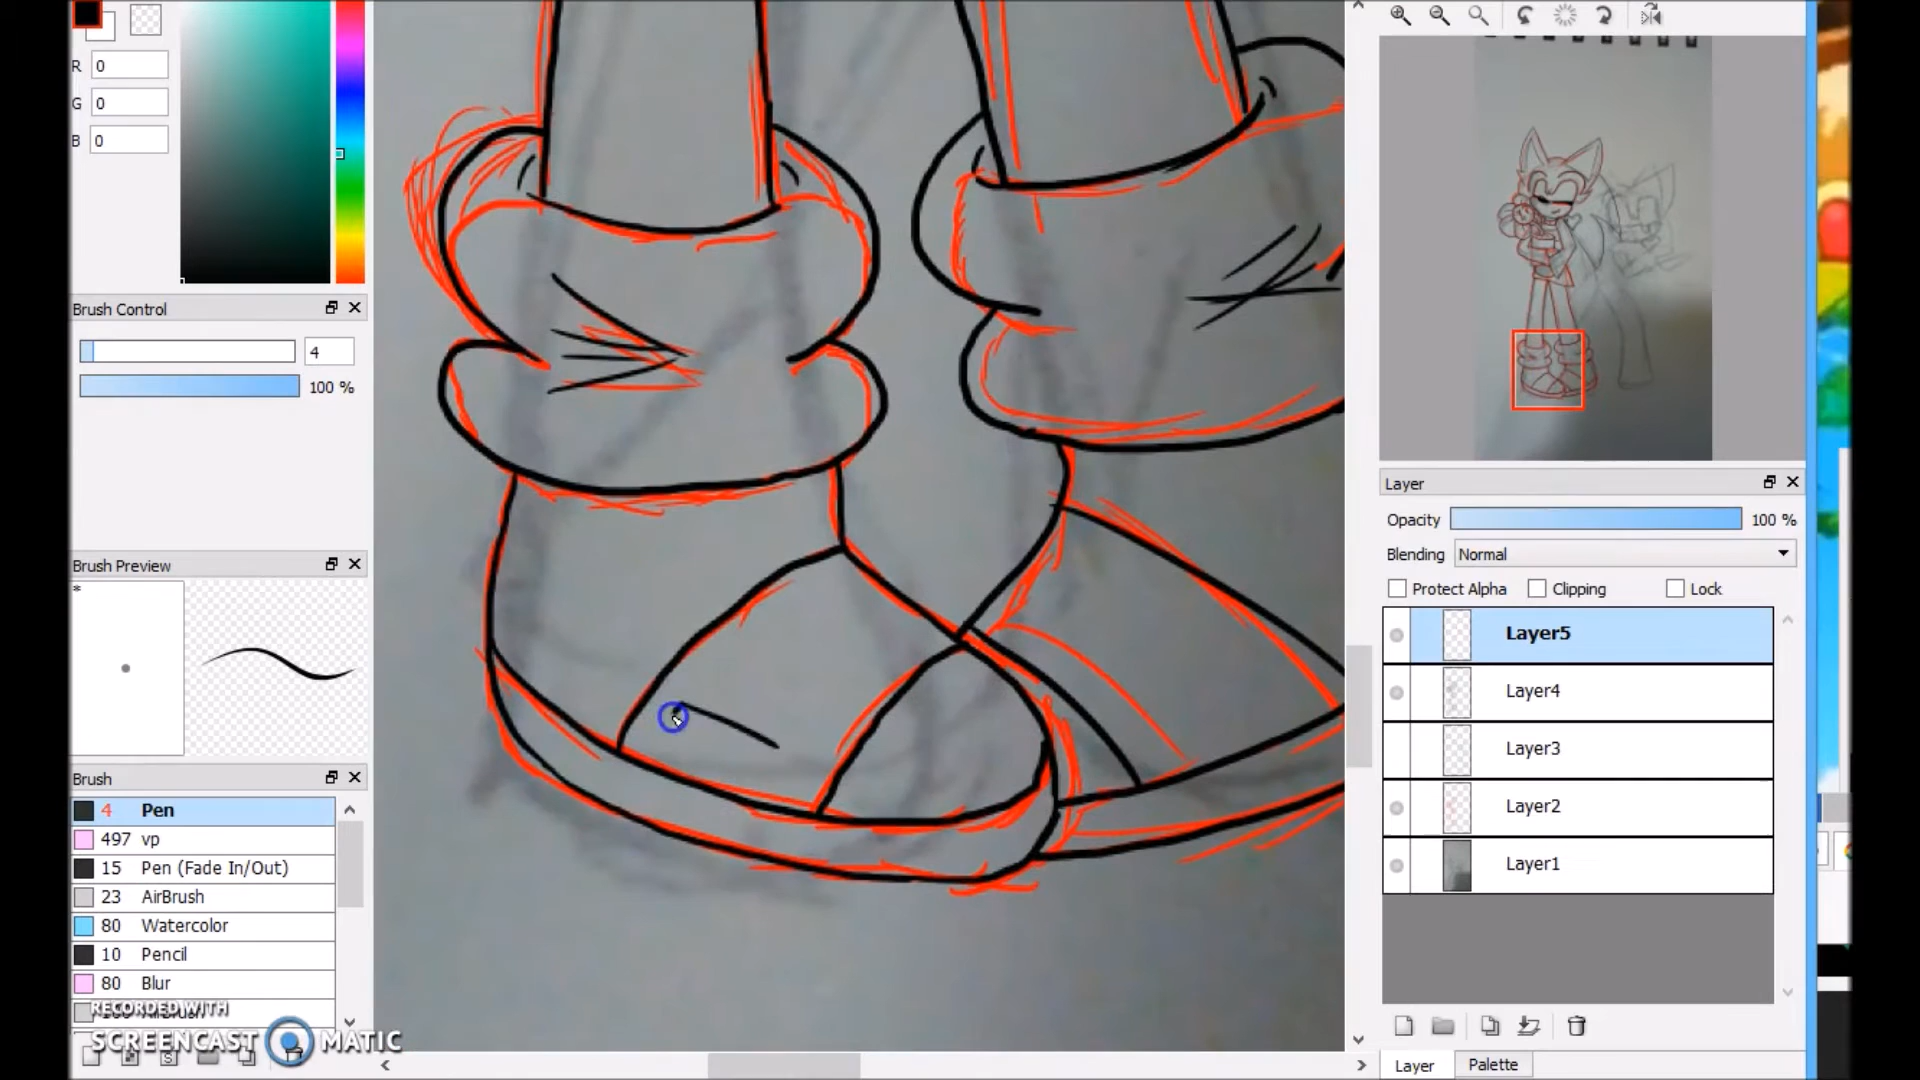 R 0
G 0
B 0
Brush Control
4
100 %
Brush Preview
*
Brush
4 Pen
497 vp
15 Pen (Fade In/Out)
23 AirBrush
80 Watercolor
10 Pencil
80 Blur
RECORDED WITH
SCREENCAST MATIC
Layer
Opacity 100 %
Blending Normal
Protect Alpha Clipping Lock
Layer5
Layer4
Layer3
Layer2
Layer1
Layer Palette